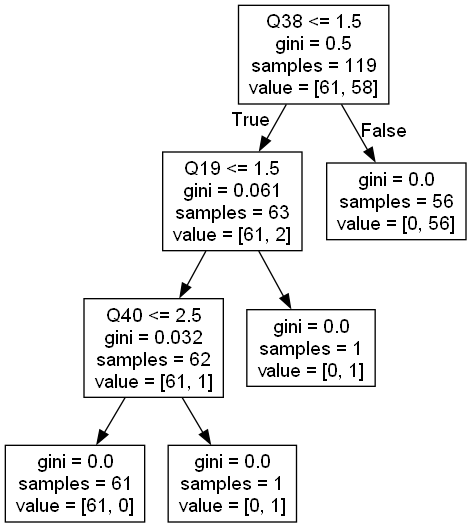 Q38 <= 1.5
gini = 0.5
samples = 119
value = [61, 58]
True
False
Q19 <= 1.5
gini = 0.061
samples = 63
value = [61, 2]
gini = 0.0
samples = 56
value = [0, 56]
Q40 <= 2.5
gini = 0.032
samples = 62
value = [61, 1]
gini = 0.0
samples = 1
value = [0, 1]
gini = 0.0
samples = 61
value = [61, 0]
gini = 0.0
samples = 1
value = [0, 1]